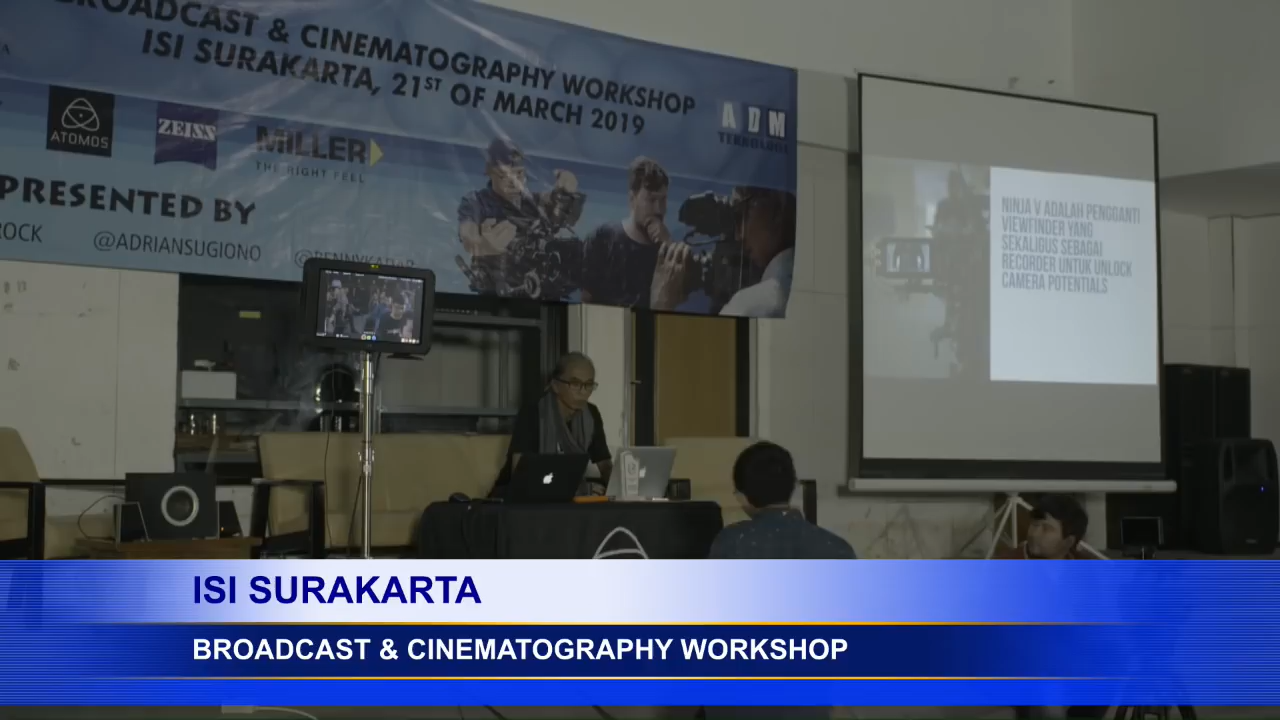 BROADCAST & CINEMATOGRAPHY WORKSHOP
ISI SURAKARTA, 21ST OF MARCH 2019
ATOMOS
ZEISS
MILLER
THE RIGHT FEEL
ADM
TEKNOLOGI
PRESENTED BY
ROCK
@ADRIANSUGIONO
NINJA V ADALAH PENGGANTI
VIEWFINDER YANG
SEKALIGUS SEBAGAI
RECORDER UNTUK UNLOCK
CAMERA POTENTIALS
ISI SURAKARTA
BROADCAST & CINEMATOGRAPHY WORKSHOP